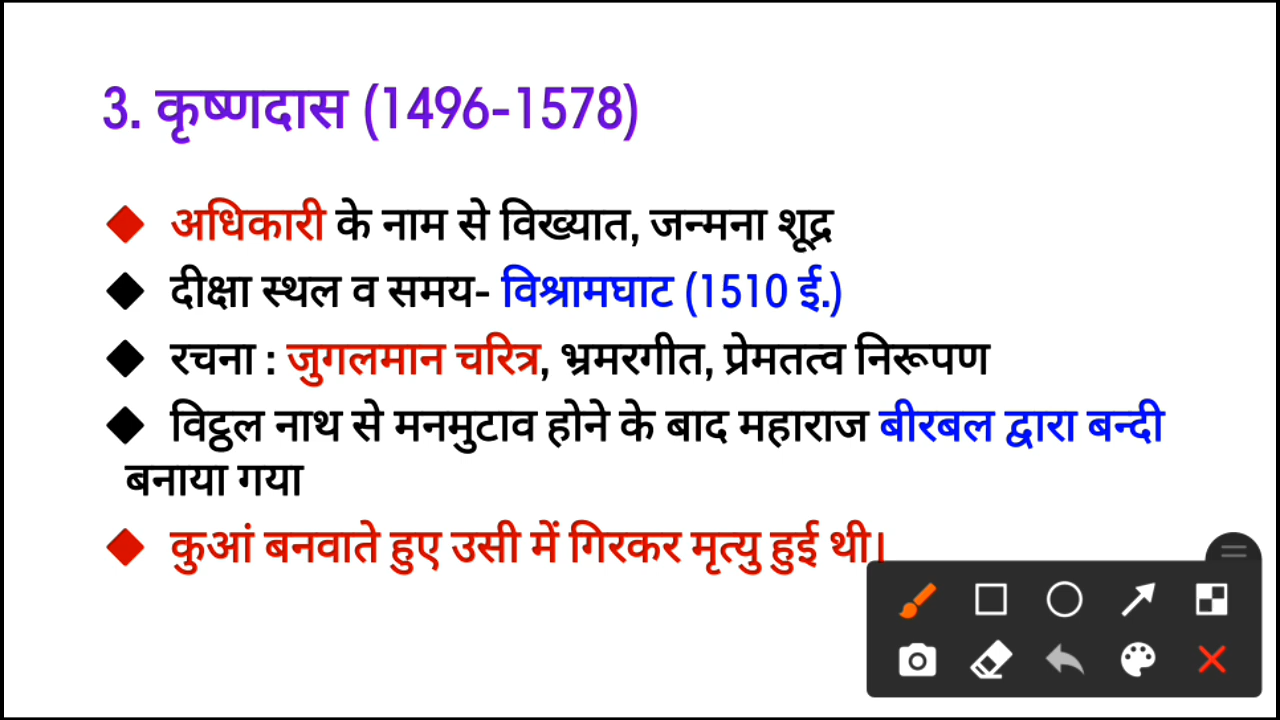 3. कृष्णदास (1496-1578)
◆ अधिकारी के नाम से विख्यात, जन्मना शूद्र
◆ दीक्षा स्थल व समय- विश्रामघाट (1510 ई.)
◆ रचना : जुगलमान चरित्र, भ्रमरगीत, प्रेमतत्व निरूपण
◆ विट्ठल नाथ से मनमुटाव होने के बाद महाराज बीरबल द्वारा बन्दी
बनाया गया
◆ कुआं बनवाते हुए उसी में गिरकर मृत्यु हुई थी।